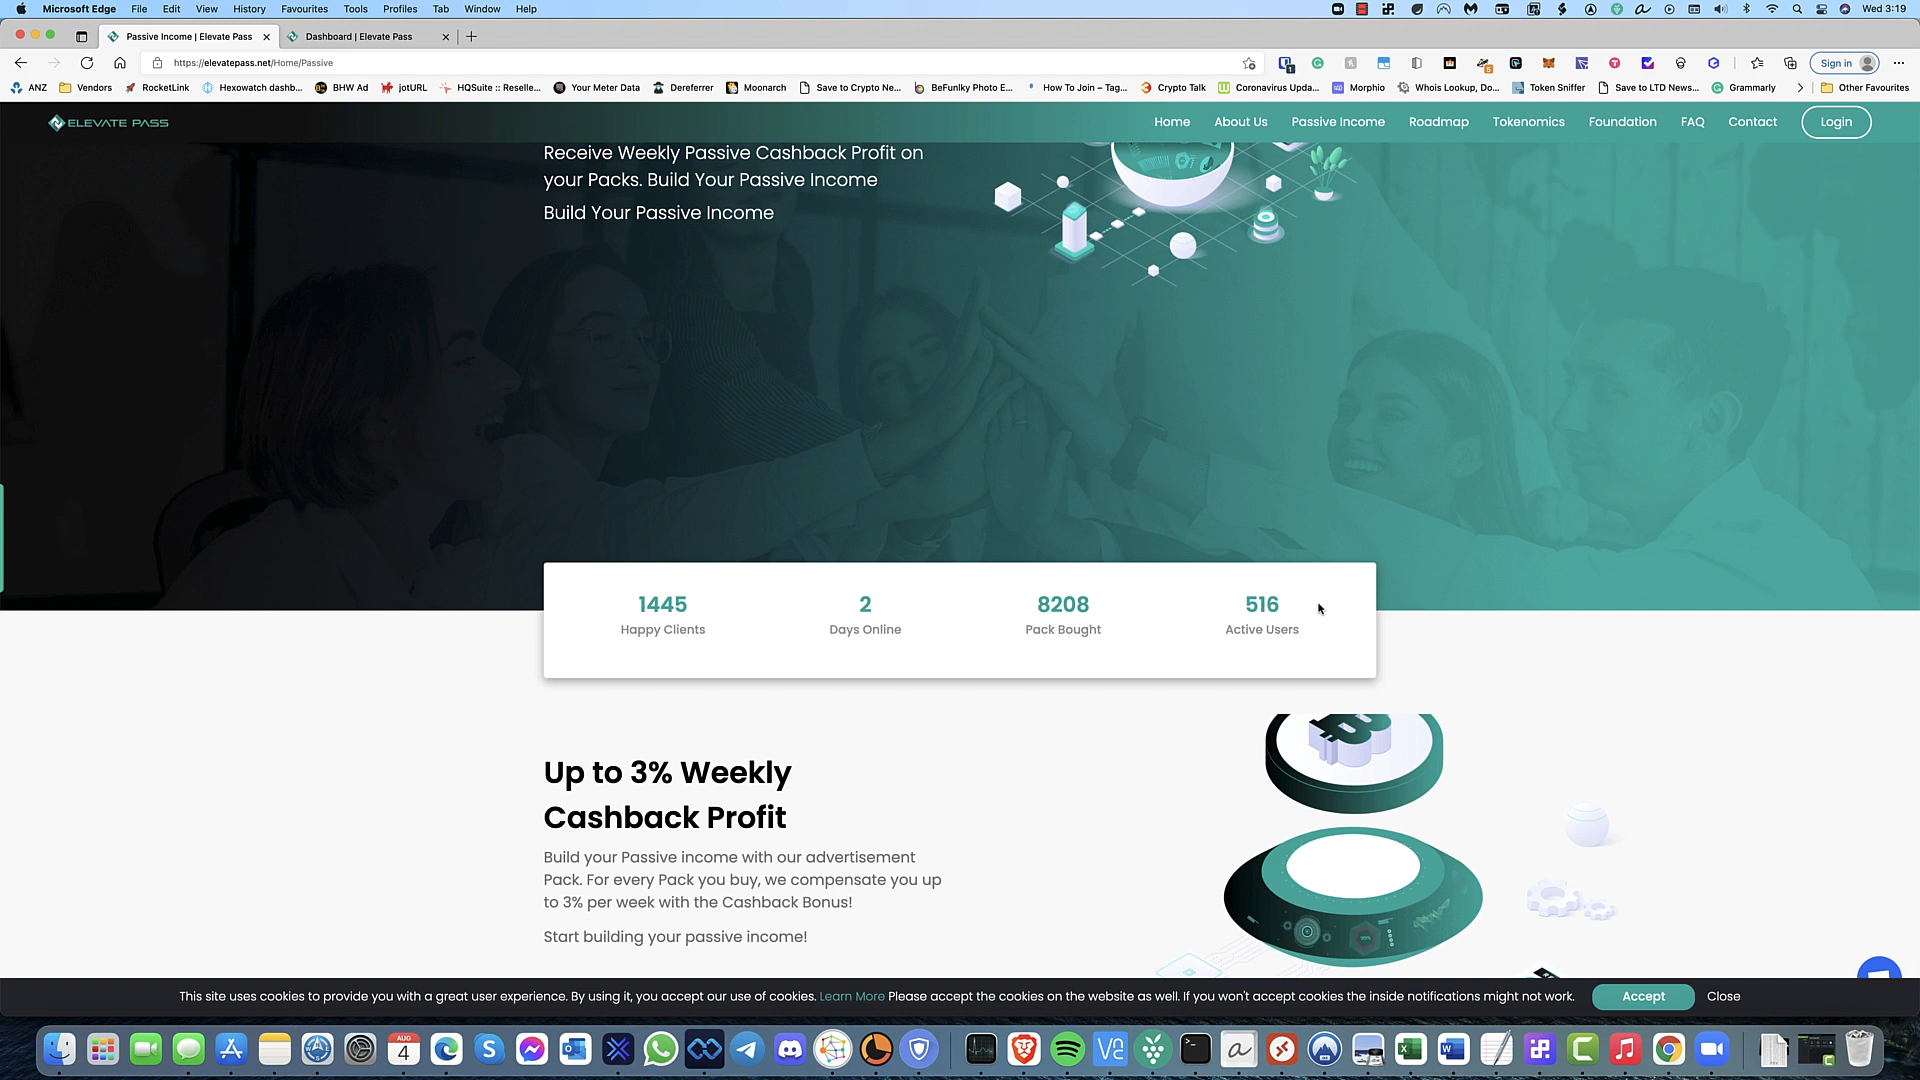 Microsoft Edge File Edit View History Favourites Tools Profiles Tab Window Help Wed 3:19
Passive Income | Elevate Pass Dashboard | Elevate Pass
https://elevatepass.net/Home/Passive Sign in
ANZ Vendors RocketLink Hexowatch dashb... BHW Ad jotURL HQSuite :: Reselle... Your Meter Data Dereferrer Moonarch Save to Crypto Ne... BeFunlky Photo E... How To Join – Tag... Crypto Talk Coronavirus Upda... Morphio Whois Lookup, Do... Token Sniffer Save to LTD News... Grammarly Other Favourites
ELEVATE PASS Home About Us Passive Income Roadmap Tokenomics Foundation FAQ Contact Login
Receive Weekly Passive Cashback Profit on
your Packs. Build Your Passive Income
Build Your Passive Income
1445 2 8208 516
Happy Clients Days Online Pack Bought Active Users
Up to 3% Weekly
Cashback Profit
Build your Passive income with our advertisement
Pack. For every Pack you buy, we compensate you up
to 3% per week with the Cashback Bonus!
Start building your passive income!
This site uses cookies to provide you with a great user experience. By using it, you accept our use of cookies. Learn More Please accept the cookies on the website as well. If you won't accept cookies the inside notifications might not work. Accept Close
AUG
4